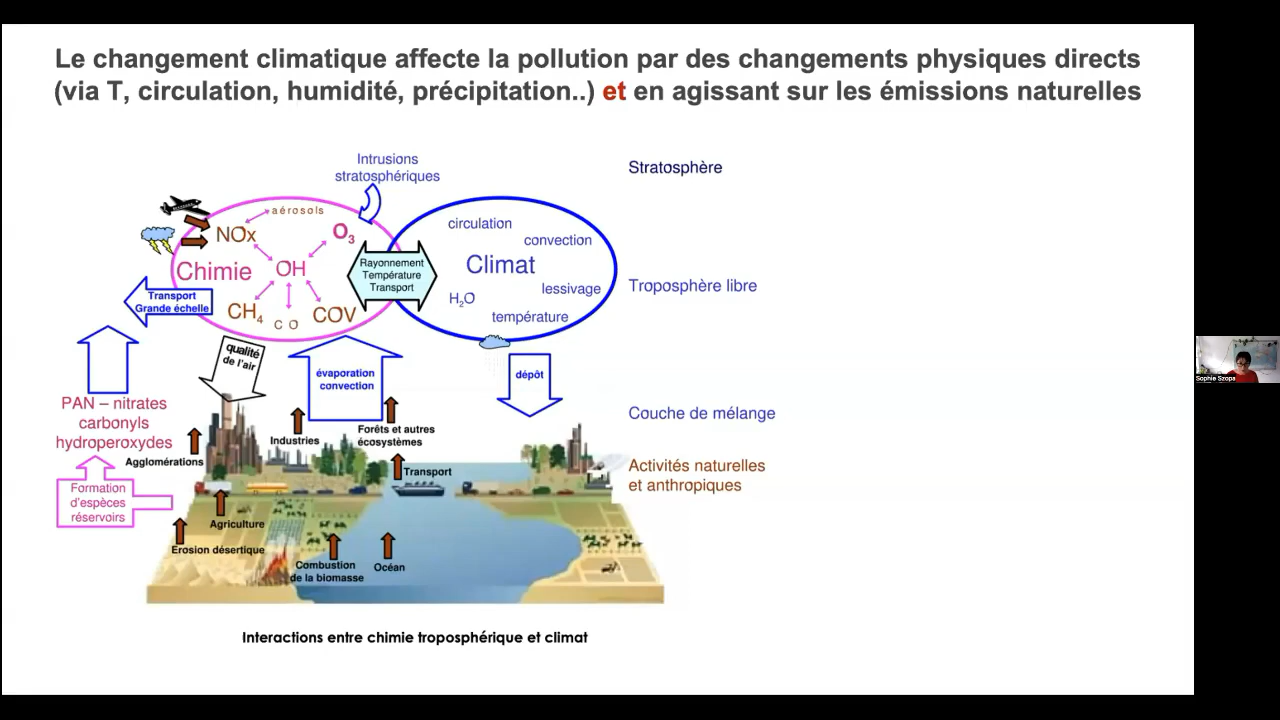 Le changement climatique affecte la pollution par des changements physiques directs
(via T, circulation, humidité, précipitation..) et en agissant sur les émissions naturelles
Intrusions
stratosphériques
Stratosphère
aérosols
NOx
O3
circulation
convection
Rayonnement
Température
Transport
Chimie
OH
Climat
Troposphère libre
Transport
Grande échelle
lessivage
H2O
CH4
CO
COV
température
qualité
de l'air
évaporation
convection
dépôt
PAN – nitrates
carbonyls
hydroperoxydes
Couche de mélange
Industries
Forêts et autres
écosystèmes
Agglomérations
Transport
Activités naturelles
et anthropiques
Formation
d'espèces
réservoirs
Agriculture
Erosion désertique
Combustion
de la biomasse
Océan
Interactions entre chimie troposphérique et climat
Sophie Szopa